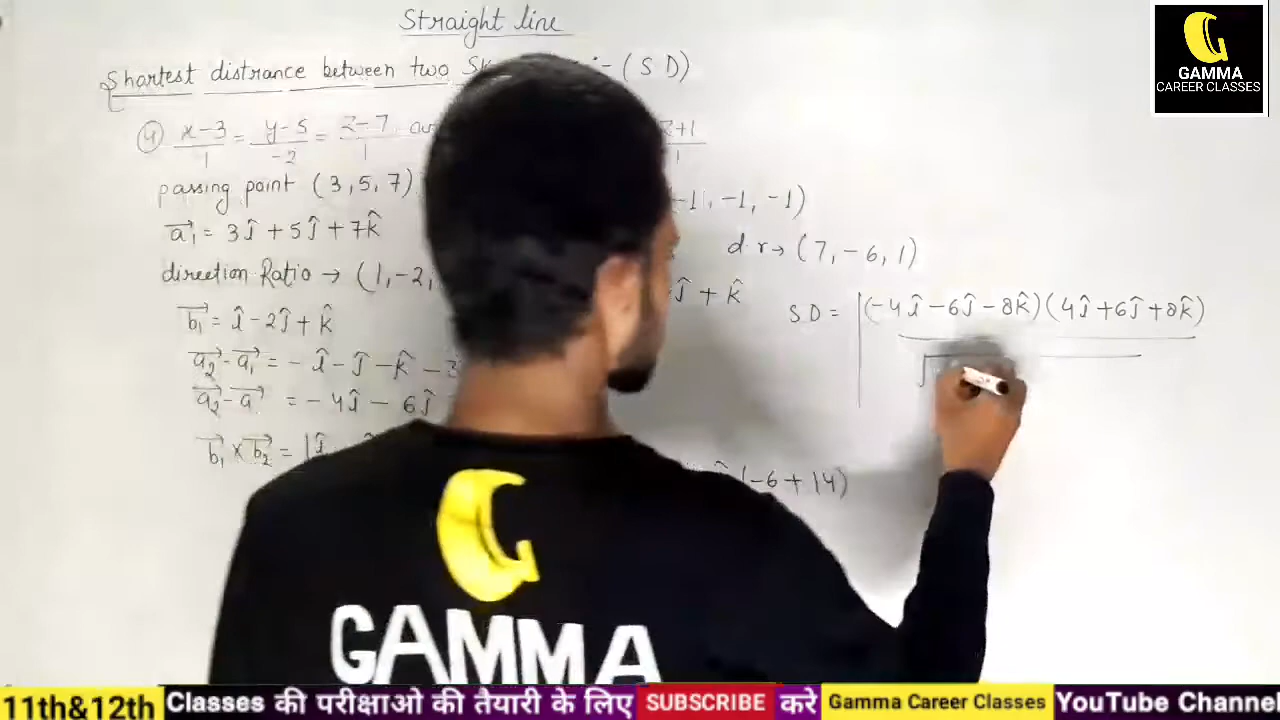 Straight line
Shortest distrance between two Sk :- (SD)
④ x-3/1 = y-5/-2 = z-7/1 z+1/1
passing point (3, 5, 7) -1, -1, -1)
a₁⃗ = 3î + 5ĵ + 7k̂ d.r → (7, -6, 1)
direction Ratio → (1, -2, ĵ + k̂
b₁⃗ = î - 2ĵ + k̂
SD = |(-4î - 6ĵ - 8k̂)(4î + 6ĵ + 8k̂) / √
a₂⃗ - a₁⃗ = - î - ĵ - k̂ - 3
a₂⃗ - a⃗ = - 4î - 6ĵ
b₁⃗ × b₂⃗ = |î (-6 + 14)
G
GAMMA
CAREER CLASSES
G
GAMMA
11th&12th Classes की परीक्षाओ की तैयारी के लिए SUBSCRIBE करे Gamma Career Classes YouTube Channe